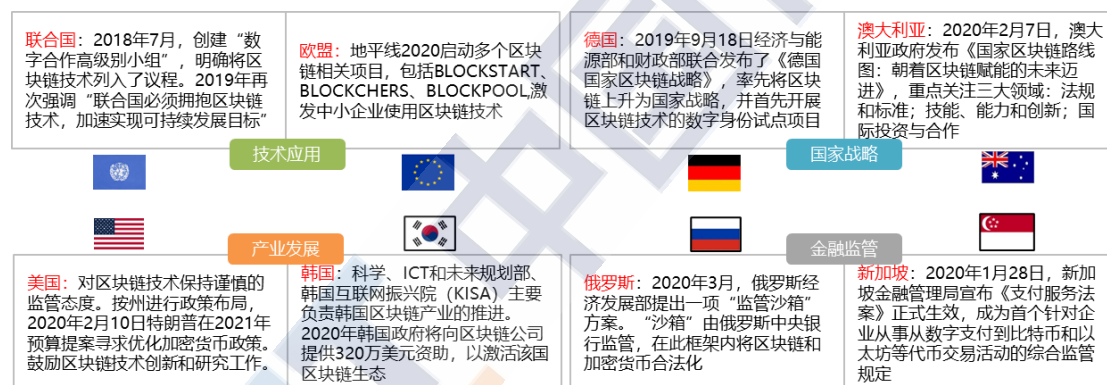 联合国：2018年7月，创建“数
字合作高级别小组”，明确将区
块链技术列入了议程。2019年再
次强调“联合国必须拥抱区块链
技术，加速实现可持续发展目标”
欧盟：地平线2020启动多个区块
链相关项目，包括BLOCKSTART、
BLOCKCHERS、BLOCKPOOL,激
发中小企业使用区块链技术
技术应用
德国：2019年9月18日经济与能
源部和财政部联合发布了《德国
国家区块链战略》，率先将区块
链上升为国家战略，并首先开展
区块链技术的数字身份试点项目
澳大利亚：2020年2月7日，澳大
利亚政府发布《国家区块链路线
图：朝着区块链赋能的未来迈
进》，重点关注三大领域：法规
和标准；技能、能力和创新；国
际投资与合作
国家战略
产业发展
美国：对区块链技术保持谨慎的
监管态度。按州进行政策布局，
2020年2月10日特朗普在2021年
预算提案寻求优化加密货币政策。
鼓励区块链技术创新和研究工作。
韩国：科学、ICT和未来规划部、
韩国互联网振兴院（KISA）主要
负责韩国区块链产业的推进。
2020年韩国政府将向区块链公司
提供320万美元资助，以激活该国
区块链生态
金融监管
俄罗斯：2020年3月，俄罗斯经
济发展部提出一项“监管沙箱”
方案。“沙箱”由俄罗斯中央银
行监管，在此框架内将区块链和
加密货币合法化
新加坡：2020年1月28日，新加
坡金融管理局宣布《支付服务法
案》正式生效，成为首个针对企
业从事从数字支付到比特币和以
太坊等代币交易活动的综合监管
规定